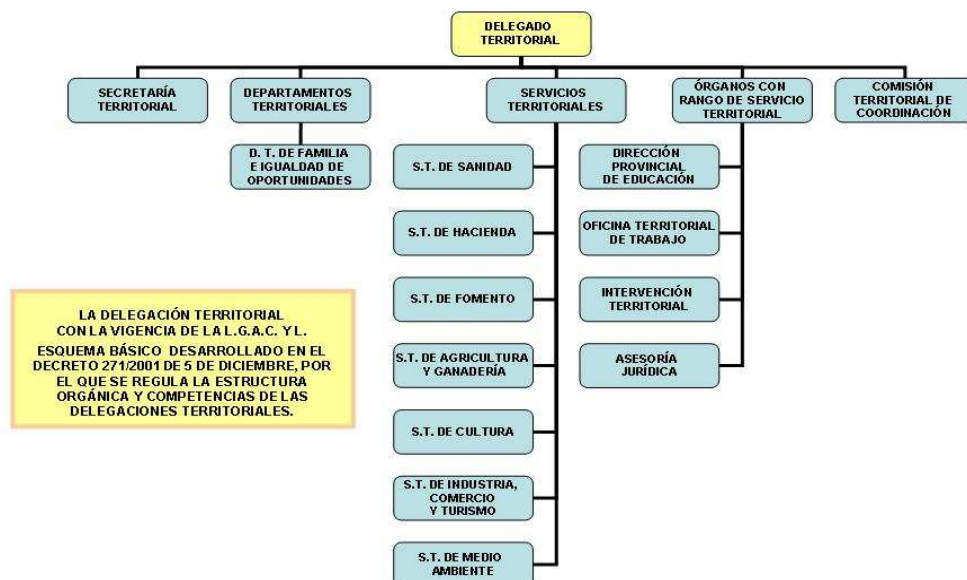 DELEGADO
TERRITORIAL
SECRETARÍA
TERRITORIAL
DEPARTAMENTOS
TERRITORIALES
SERVICIOS
TERRITORIALES
ÓRGANOS CON
RANGO DE SERVICIO
TERRITORIAL
COMISIÓN
TERRITORIAL DE
COORDINACIÓN
D. T. DE FAMILIA
E IGUALDAD DE
OPORTUNIDADES
S.T. DE SANIDAD
S.T. DE HACIENDA
S.T. DE FOMENTO
S.T. DE AGRICULTURA
Y GANADERÍA
S.T. DE CULTURA
S.T. DE INDUSTRIA,
COMERCIO
Y TURISMO
S.T. DE MEDIO
AMBIENTE
DIRECCIÓN
PROVINCIAL
DE EDUCACIÓN
OFICINA TERRITORIAL
DE TRABAJO
INTERVENCIÓN
TERRITORIAL
ASESORÍA
JURÍDICA
LA DELEGACIÓN TERRITORIAL
CON LA VIGENCIA DE LA L.G.A.C. Y L.
ESQUEMA BÁSICO DESARROLLADO EN EL
DECRETO 271/2001 DE 5 DE DICIEMBRE, POR
EL QUE SE REGULA LA ESTRUCTURA
ORGÁNICA Y COMPETENCIAS DE LAS
DELEGACIONES TERRITORIALES.